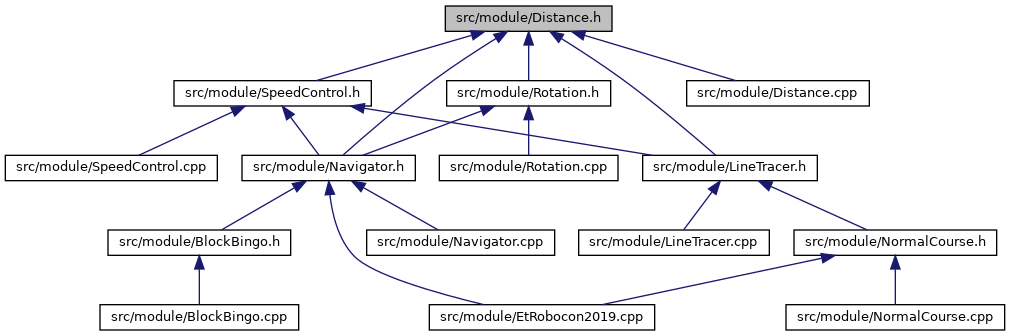 src/module/Distance.h
src/module/SpeedControl.h
src/module/Rotation.h
src/module/Distance.cpp
src/module/SpeedControl.cpp
src/module/Navigator.h
src/module/Rotation.cpp
src/module/LineTracer.h
src/module/BlockBingo.h
src/module/Navigator.cpp
src/module/LineTracer.cpp
src/module/NormalCourse.h
src/module/BlockBingo.cpp
src/module/EtRobocon2019.cpp
src/module/NormalCourse.cpp